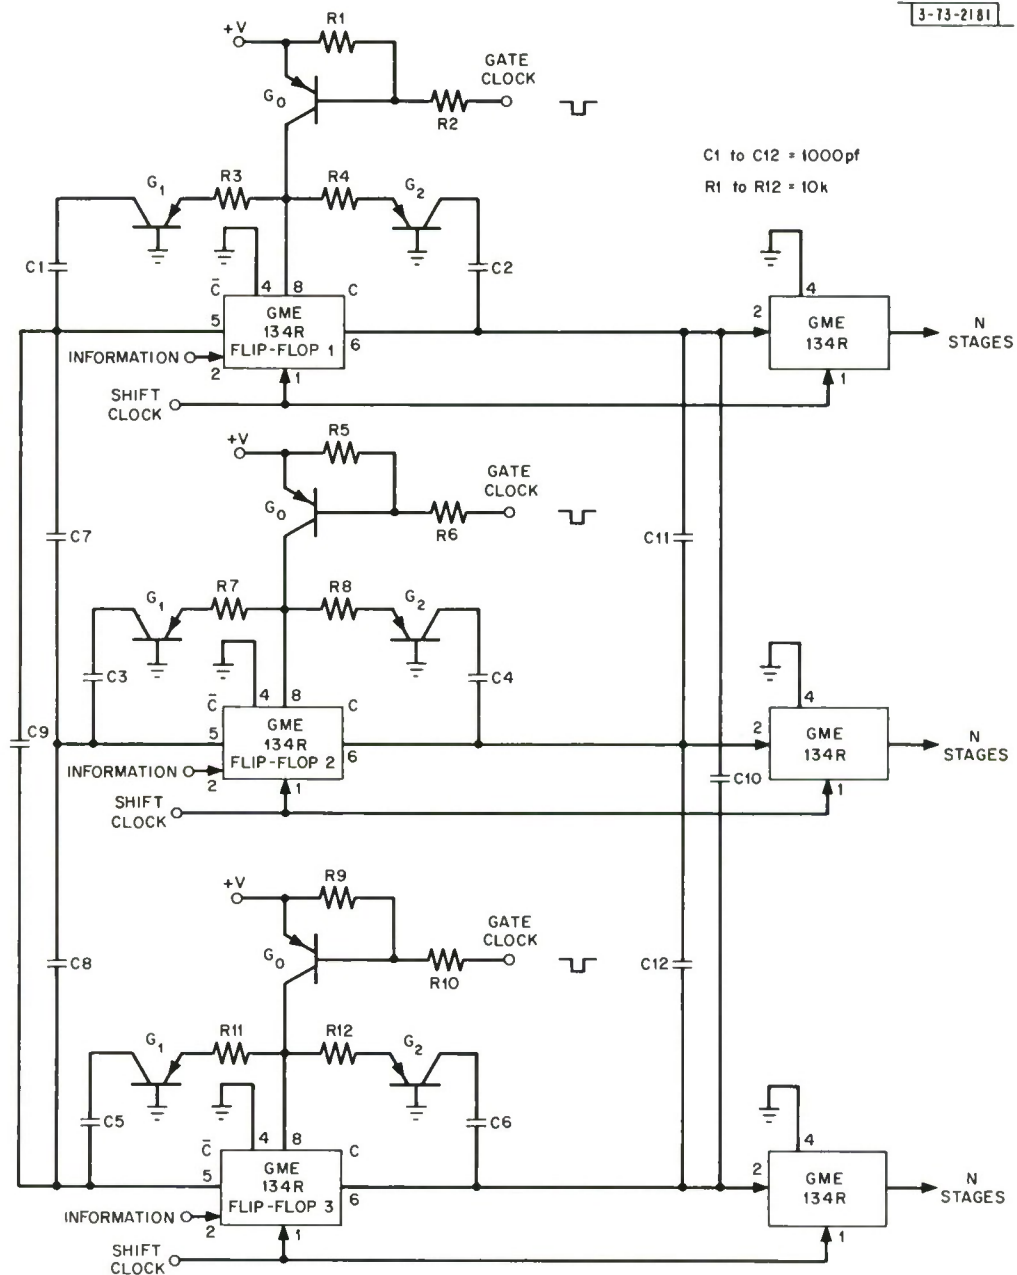 3-73-2181
R1
+V
GATE
CLOCK
G0
R2
C1 to C12 = 1000pf
R1 to R12 = 10k
G1
R3
R4
G2
C1
C2
C̅
4
8
C
4
GME
134R
FLIP-FLOP 1
5
6
INFORMATION
2
1
SHIFT
CLOCK
2
GME
134R
1
N
STAGES
R5
+V
GATE
CLOCK
G0
R6
C7
C11
G1
R7
R8
G2
C3
C4
C̅
4
8
C
4
C9
GME
134R
FLIP-FLOP 2
5
6
INFORMATION
2
1
SHIFT
CLOCK
C10
2
GME
134R
1
N
STAGES
R9
+V
GATE
CLOCK
G0
R10
C8
C12
G1
R11
R12
G2
C5
C6
C̅
4
8
C
4
GME
134R
FLIP-FLOP 3
5
6
INFORMATION
2
1
SHIFT
CLOCK
2
GME
134R
1
N
STAGES